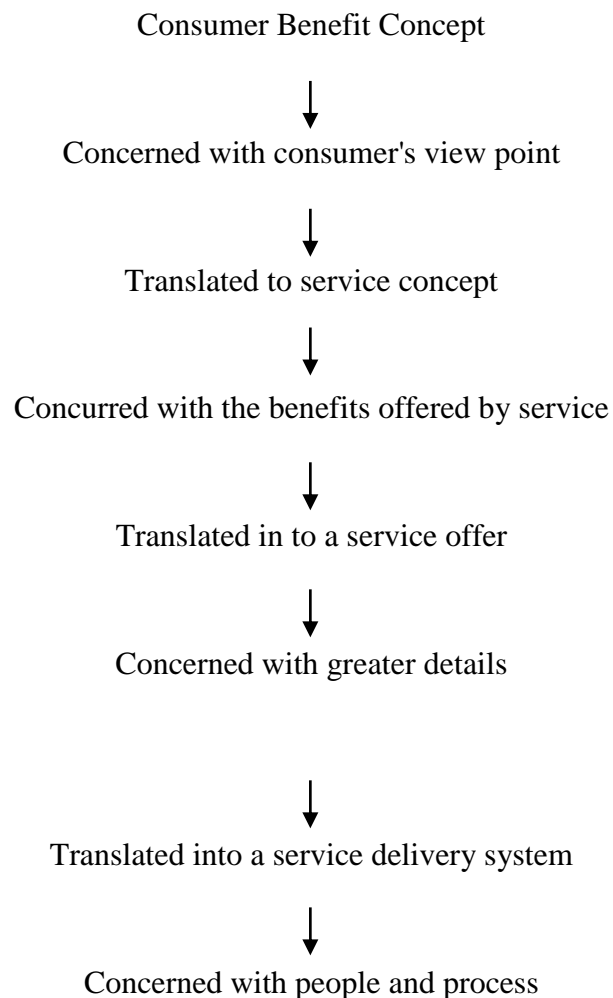 Consumer Benefit Concept
Concerned with consumer's view point
Translated to service concept
Concurred with the benefits offered by service
Translated in to a service offer
Concerned with greater details
Translated into a service delivery system
Concerned with people and process